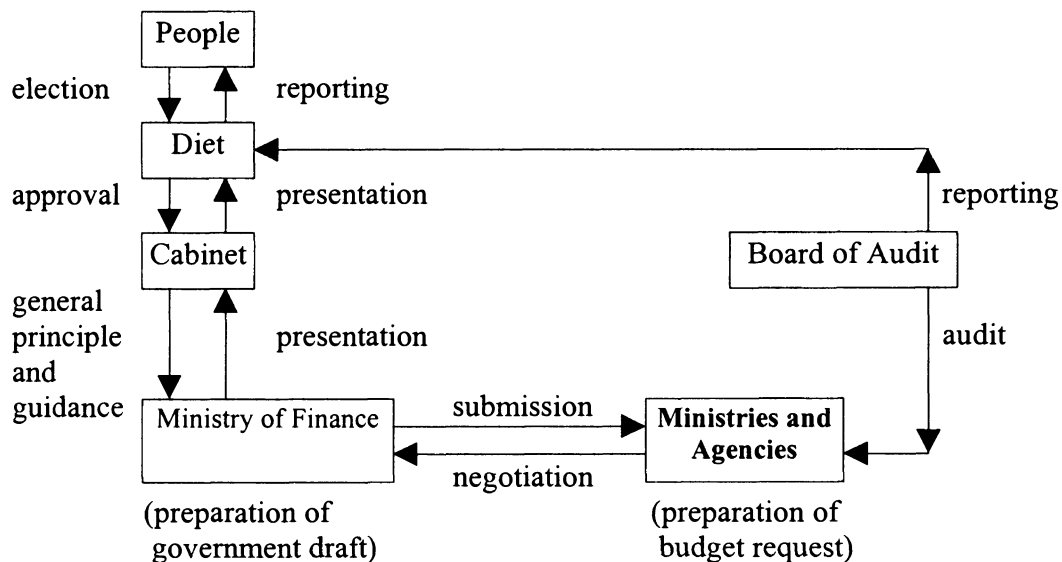 People
election
reporting
Diet
approval
presentation
reporting
Cabinet
Board of Audit
general
principle
and
guidance
presentation
audit
Ministry of Finance
submission
negotiation
Ministries and
Agencies
(preparation of
government draft)
(preparation of
budget request)